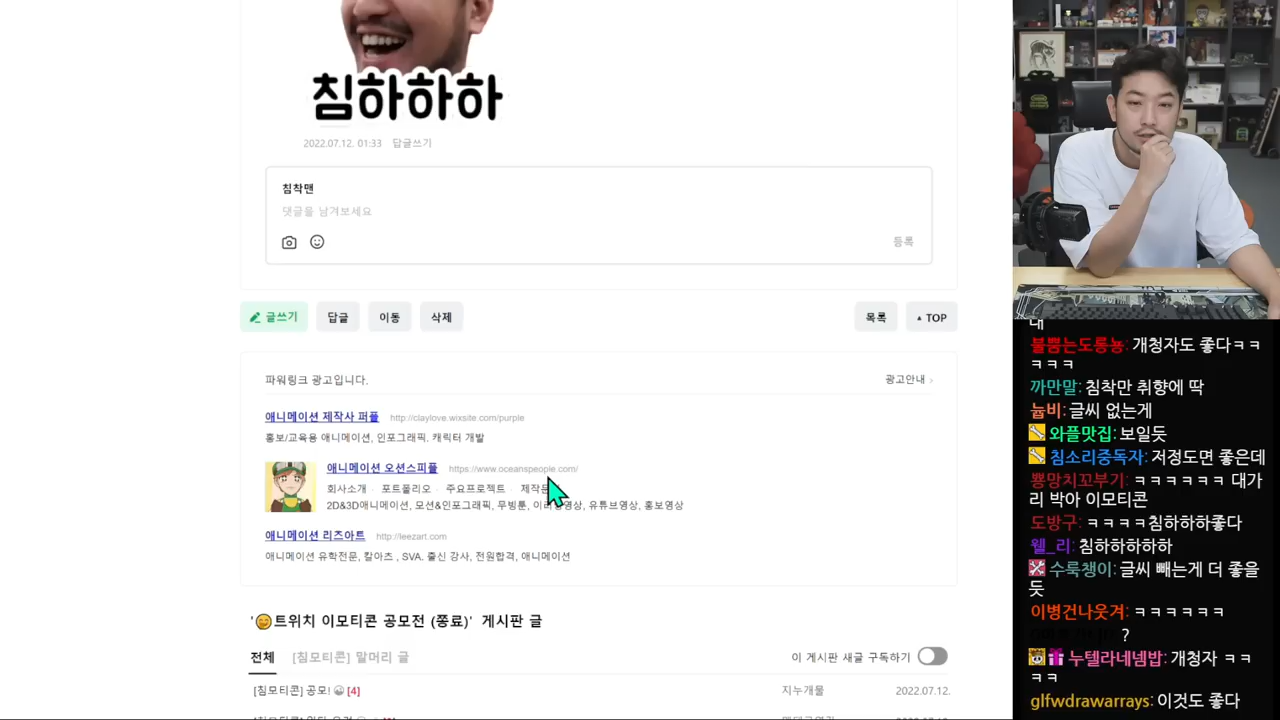 침하하하
2022.07.12. 01:33 답글쓰기
침착맨
댓글을 남겨보세요
등록
글쓰기
답글
이동
삭제
목록
TOP
파워링크 광고입니다.
광고안내
애니메이션 제작사 퍼플 http://claylove.wixsite.com/purple
홍보/교육용 애니메이션, 인포그래픽. 캐릭터 개발
애니메이션 오션스피플 https://www.oceanspeople.com/
회사소개 · 포트폴리오 · 주요프로젝트 · 제작문
2D&3D애니메이션, 모션&인포그래픽, 무빙툰, 이러닝영상, 유튜브영상, 홍보영상
애니메이션 리즈아트 http://leezart.com
애니메이션 유학전문, 칼아츠 , SVA. 출신 강사, 전원합격, 애니메이션
'😊트위치 이모티콘 공모전 (쫑료)' 게시판 글
전체
[침모티콘] 말머리 글
이 게시판 새글 구독하기
[침모티콘] 공모! [4]
지누개물
2022.07.12.
대
불뿜는도롱뇽: 개청자도 좋다ㅋㅋ
ㅋㅋㅋㅋ
까만말: 침착만 취향에 딱
늅비: 글씨 없는게
와플맛집: 보일듯
침소리중독자: 저정도면 좋은데
뿅망치꼬부기: ㅋㅋㅋㅋㅋㅋ 대가
리 박아 이모티콘
도방구: ㅋㅋㅋㅋ침하하하좋다
웰_리: 침하하하하하
수룩챙이: 글씨 빼는게 더 좋을
듯
이병건나웃겨: ㅋㅋㅋㅋㅋㅋ
?
누텔라네넴밥: 개청자 ㅋㅋ
ㅋㅋ
glfwdrawarrays: 이것도 좋다